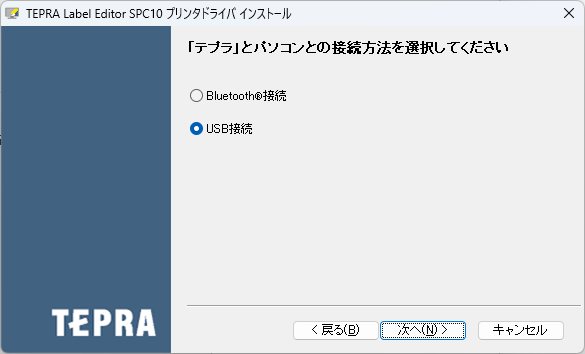 TEPRA Label Editor SPC10 プリンタドライバ インストール
「テプラ」とパソコンとの接続方法を選択してください
Bluetooth®接続
USB接続
TEPRA
< 戻る(B)
次へ(N) >
キャンセル